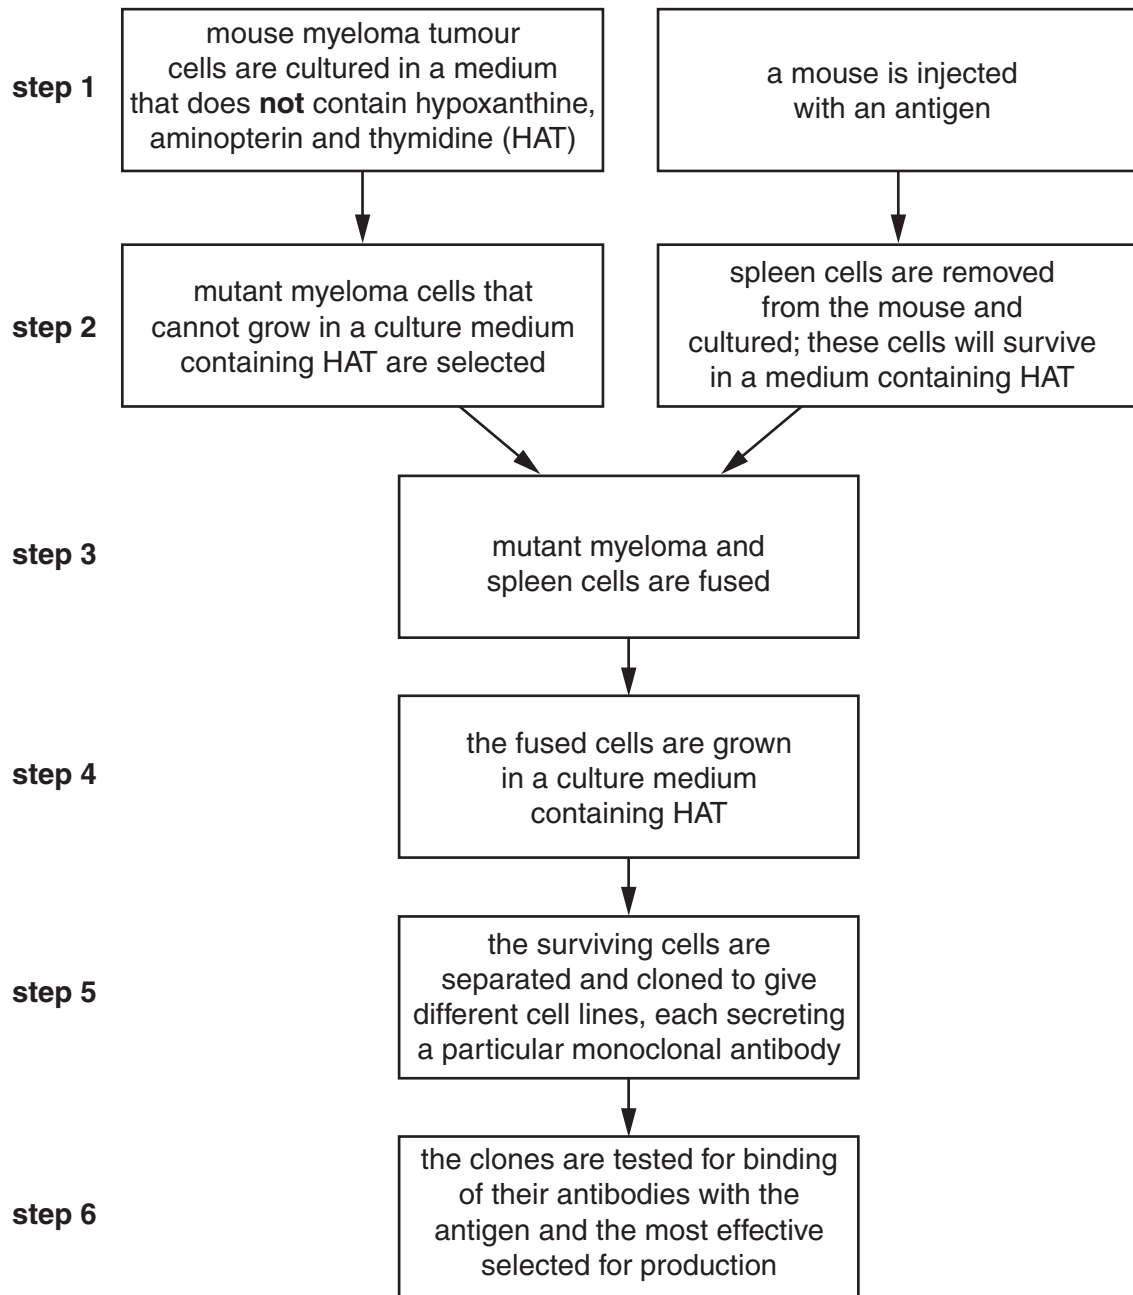 step 1
mouse myeloma tumour
cells are cultured in a medium
that does not contain hypoxanthine,
aminopterin and thymidine (HAT)
a mouse is injected
with an antigen
step 2
mutant myeloma cells that
cannot grow in a culture medium
containing HAT are selected
spleen cells are removed
from the mouse and
cultured; these cells will survive
in a medium containing HAT
step 3
mutant myeloma and
spleen cells are fused
step 4
the fused cells are grown
in a culture medium
containing HAT
step 5
the surviving cells are
separated and cloned to give
different cell lines, each secreting
a particular monoclonal antibody
step 6
the clones are tested for binding
of their antibodies with the
antigen and the most effective
selected for production